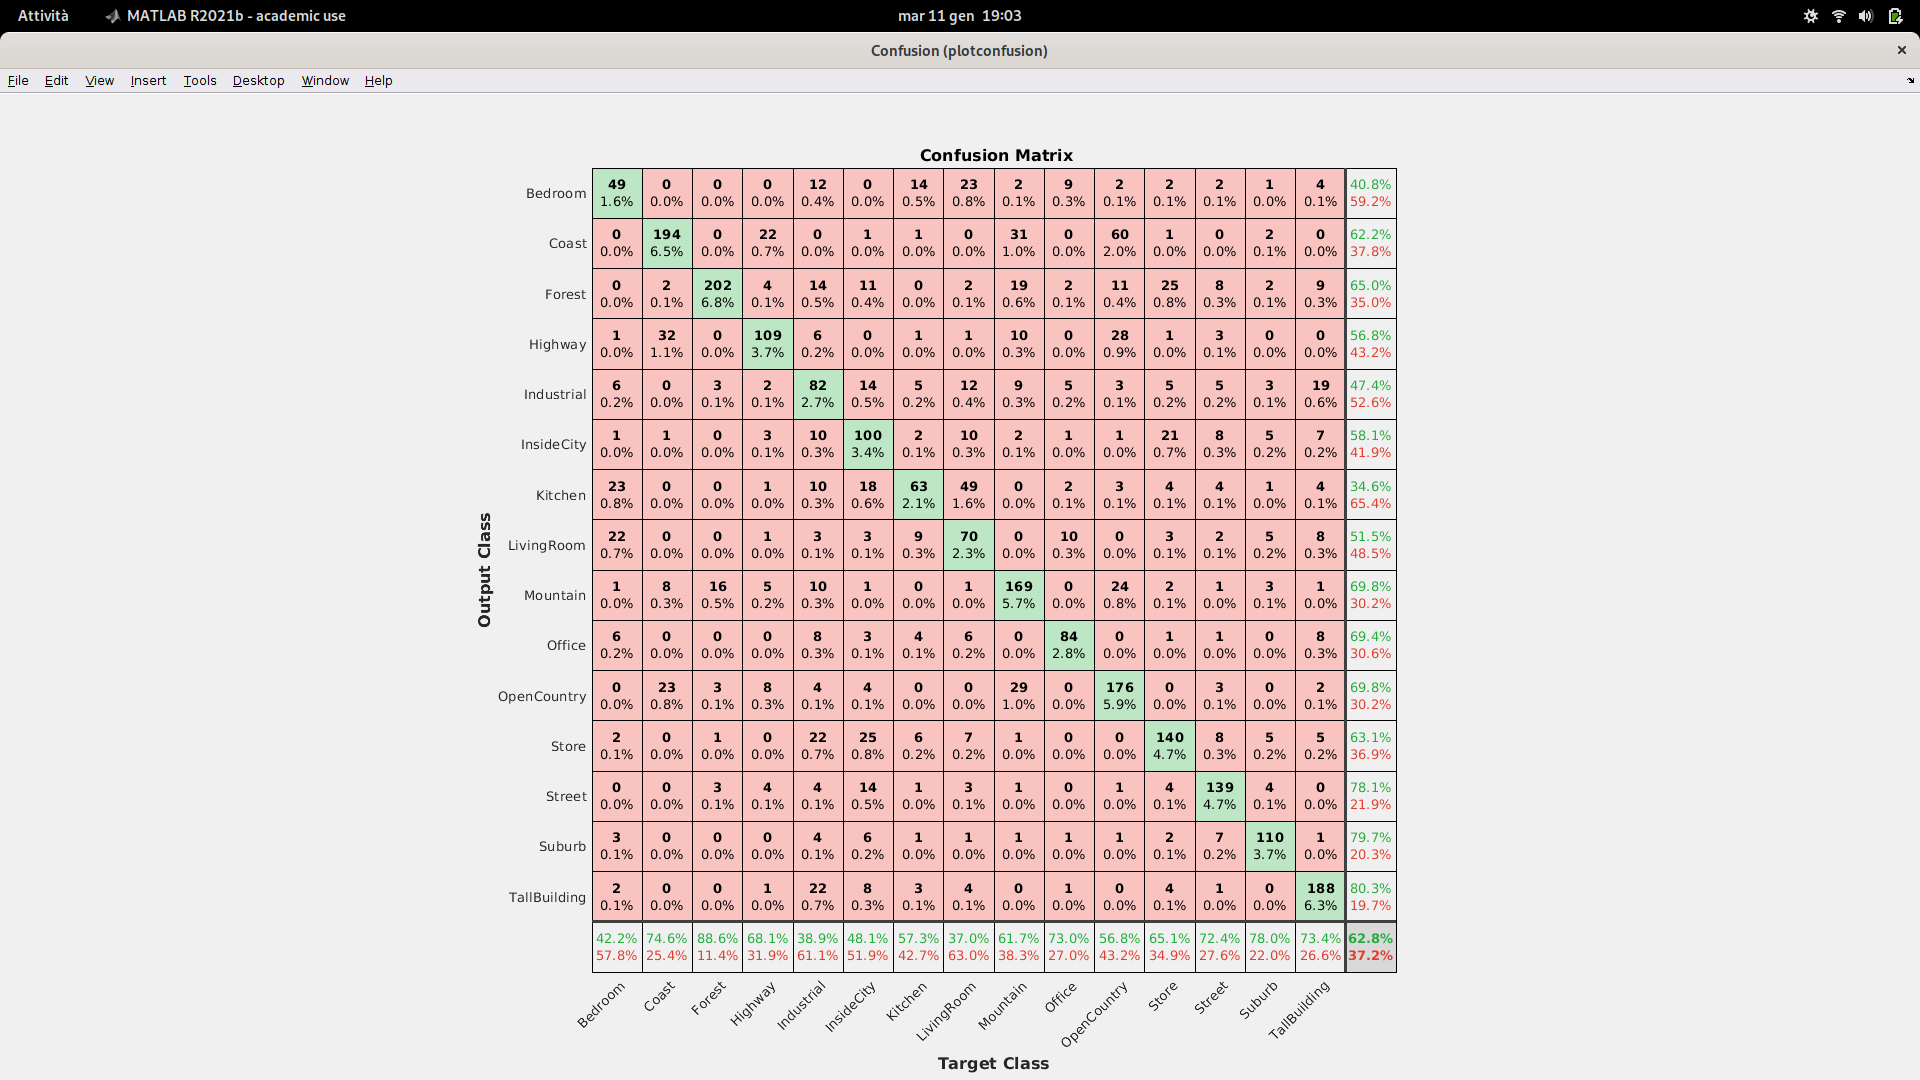 Attività MATLAB R2021b - academic use mar 11 gen 19:03
Confusion (plotconfusion)
File Edit View Insert Tools Desktop Window Help
Confusion Matrix
Bedroom 49 0 0 0 12 0 14 23 2 9 2 2 2 1 4 40.8%
1.6% 0.0% 0.0% 0.0% 0.4% 0.0% 0.5% 0.8% 0.1% 0.3% 0.1% 0.1% 0.1% 0.0% 0.1% 59.2%
Coast 0 194 0 22 0 1 1 0 31 0 60 1 0 2 0 62.2%
0.0% 6.5% 0.0% 0.7% 0.0% 0.0% 0.0% 0.0% 1.0% 0.0% 2.0% 0.0% 0.0% 0.1% 0.0% 37.8%
Forest 0 2 202 4 14 11 0 2 19 2 11 25 8 2 9 65.0%
0.0% 0.1% 6.8% 0.1% 0.5% 0.4% 0.0% 0.1% 0.6% 0.1% 0.4% 0.8% 0.3% 0.1% 0.3% 35.0%
Highway 1 32 0 109 6 0 1 1 10 0 28 1 3 0 0 56.8%
0.0% 1.1% 0.0% 3.7% 0.2% 0.0% 0.0% 0.0% 0.3% 0.0% 0.9% 0.0% 0.1% 0.0% 0.0% 43.2%
Industrial 6 0 3 2 82 14 5 12 9 5 3 5 5 3 19 47.4%
0.2% 0.0% 0.1% 0.1% 2.7% 0.5% 0.2% 0.4% 0.3% 0.2% 0.1% 0.2% 0.2% 0.1% 0.6% 52.6%
InsideCity 1 1 0 3 10 100 2 10 2 1 1 21 8 5 7 58.1%
0.0% 0.0% 0.0% 0.1% 0.3% 3.4% 0.1% 0.3% 0.1% 0.0% 0.0% 0.7% 0.3% 0.2% 0.2% 41.9%
Kitchen 23 0 0 1 10 18 63 49 0 2 3 4 4 1 4 34.6%
0.8% 0.0% 0.0% 0.0% 0.3% 0.6% 2.1% 1.6% 0.0% 0.1% 0.1% 0.1% 0.1% 0.0% 0.1% 65.4%
LivingRoom 22 0 0 1 3 3 9 70 0 10 0 3 2 5 8 51.5%
0.7% 0.0% 0.0% 0.0% 0.1% 0.1% 0.3% 2.3% 0.0% 0.3% 0.0% 0.1% 0.1% 0.2% 0.3% 48.5%
Mountain 1 8 16 5 10 1 0 1 169 0 24 2 1 3 1 69.8%
0.0% 0.3% 0.5% 0.2% 0.3% 0.0% 0.0% 0.0% 5.7% 0.0% 0.8% 0.1% 0.0% 0.1% 0.0% 30.2%
Office 6 0 0 0 8 3 4 6 0 84 0 1 1 0 8 69.4%
0.2% 0.0% 0.0% 0.0% 0.3% 0.1% 0.1% 0.2% 0.0% 2.8% 0.0% 0.0% 0.0% 0.0% 0.3% 30.6%
OpenCountry 0 23 3 8 4 4 0 0 29 0 176 0 3 0 2 69.8%
0.0% 0.8% 0.1% 0.3% 0.1% 0.1% 0.0% 0.0% 1.0% 0.0% 5.9% 0.0% 0.1% 0.0% 0.1% 30.2%
Store 2 0 1 0 22 25 6 7 1 0 0 140 8 5 5 63.1%
0.1% 0.0% 0.0% 0.0% 0.7% 0.8% 0.2% 0.2% 0.0% 0.0% 0.0% 4.7% 0.3% 0.2% 0.2% 36.9%
Street 0 0 3 4 4 14 1 3 1 0 1 4 139 4 0 78.1%
0.0% 0.0% 0.1% 0.1% 0.1% 0.5% 0.0% 0.1% 0.0% 0.0% 0.0% 0.1% 4.7% 0.1% 0.0% 21.9%
Suburb 3 0 0 0 4 6 1 1 1 1 1 2 7 110 1 79.7%
0.1% 0.0% 0.0% 0.0% 0.1% 0.2% 0.0% 0.0% 0.0% 0.0% 0.0% 0.1% 0.2% 3.7% 0.0% 20.3%
TallBuilding 2 0 0 1 22 8 3 4 0 1 0 4 1 0 188 80.3%
0.1% 0.0% 0.0% 0.0% 0.7% 0.3% 0.1% 0.1% 0.0% 0.0% 0.0% 0.1% 0.0% 0.0% 6.3% 19.7%
42.2% 74.6% 88.6% 68.1% 38.9% 48.1% 57.3% 37.0% 61.7% 73.0% 56.8% 65.1% 72.4% 78.0% 73.4% 62.8%
57.8% 25.4% 11.4% 31.9% 61.1% 51.9% 42.7% 63.0% 38.3% 27.0% 43.2% 34.9% 27.6% 22.0% 26.6% 37.2%
Bedroom Coast Forest Highway Industrial InsideCity Kitchen LivingRoom Mountain Office OpenCountry Store Street Suburb TallBuilding
Target Class
Output Class